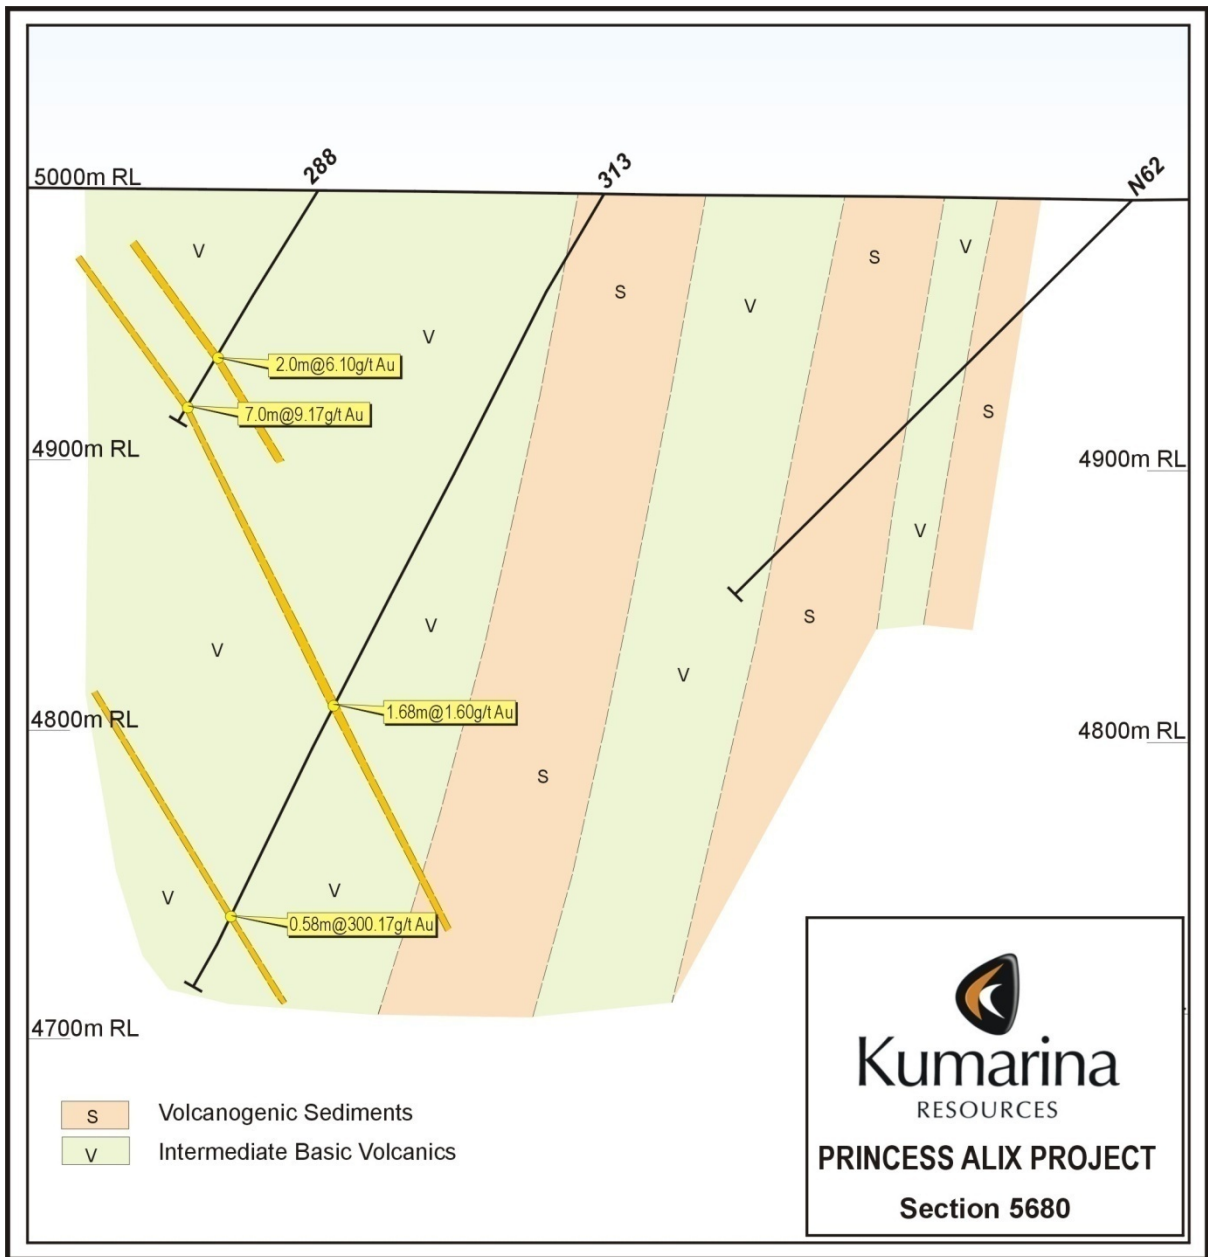 288
313
N62
5000m RL
V
V
S
V
S
V
V
2.0m@6.10g/t Au
7.0m@9.17g/t Au
S
4900m RL
4900m RL
V
V
V
S
V
1.68m@1.60g/t Au
4800m RL
4800m RL
S
V
V
0.58m@300.17g/t Au
4700m RL
Kumarina
RESOURCES
PRINCESS ALIX PROJECT
Section 5680
S Volcanogenic Sediments
V Intermediate Basic Volcanics